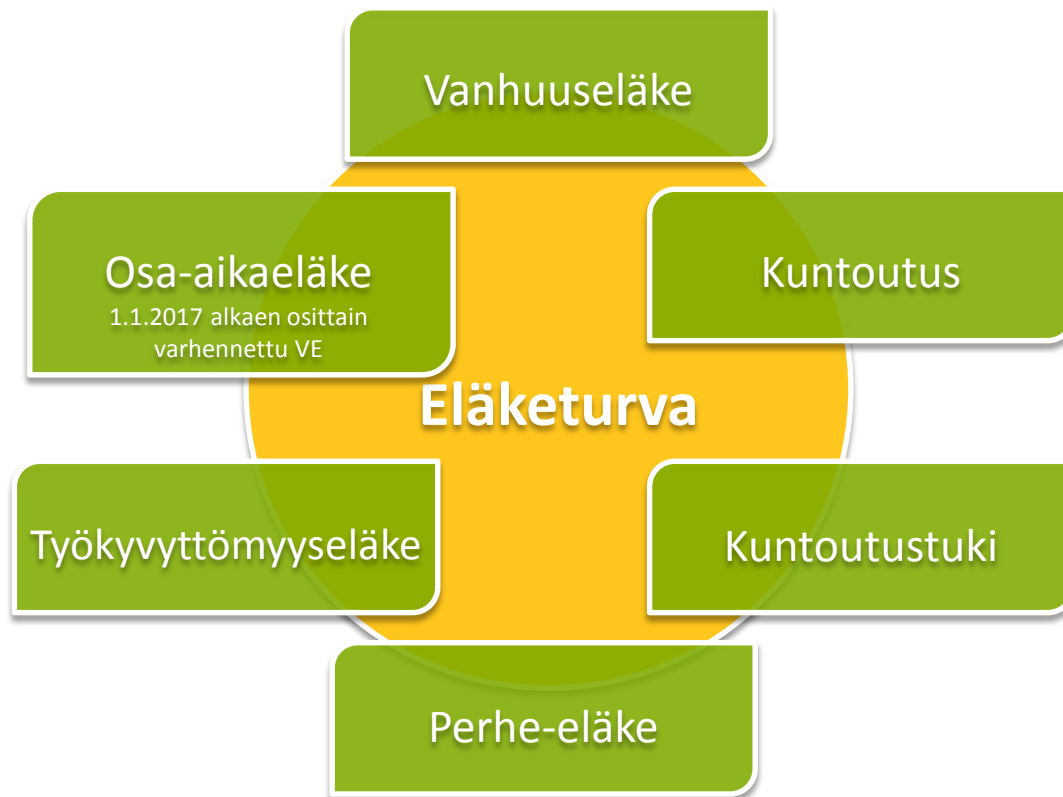 Vanhuuseläke
Osa-aikaeläke
1.1.2017 alkaen osittain
varhennettu VE
Kuntoutus
Eläketurva
Työkyvyttömyyseläke
Kuntoutustuki
Perhe-eläke